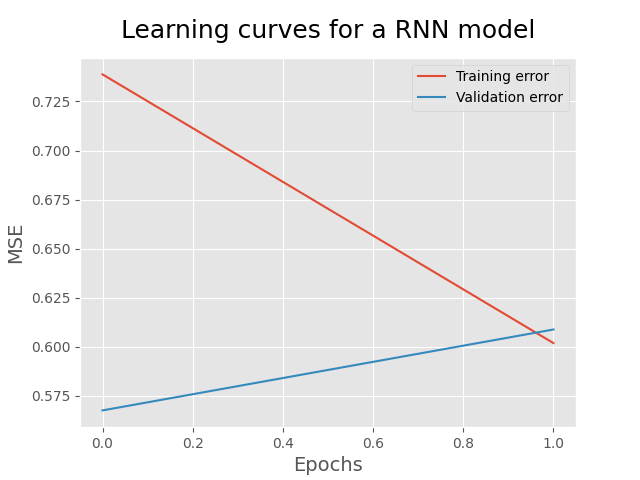 Learning curves for a RNN model
Training error
Validation error
0.725
0.700
0.675
0.650
0.625
0.600
0.575
MSE
0.0 0.2 0.4 0.6 0.8 1.0
Epochs